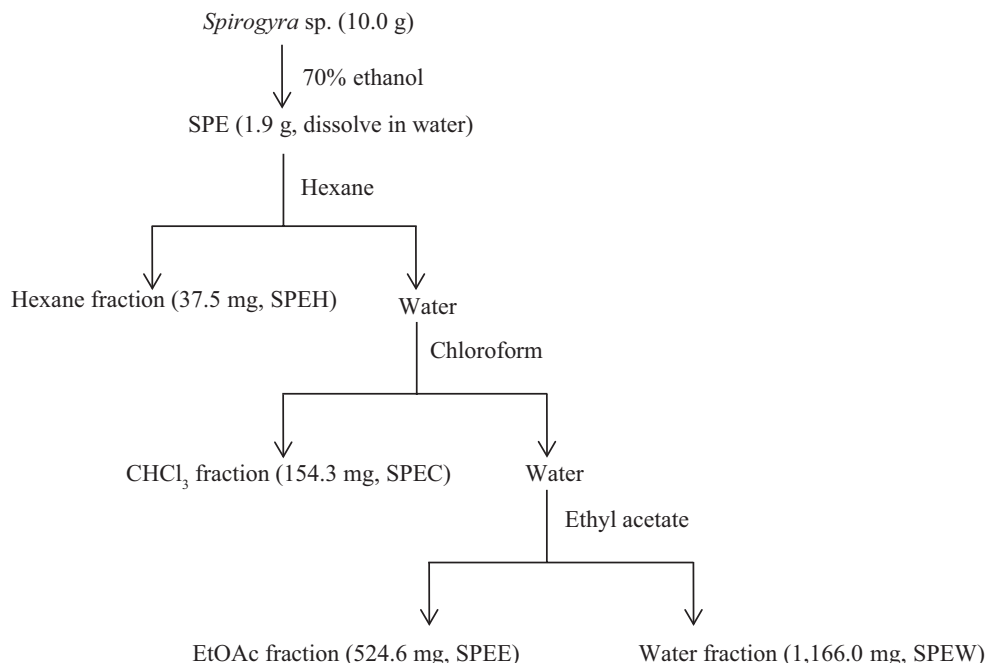 Spirogyra sp. (10.0 g)
70% ethanol
SPE (1.9 g, dissolve in water)
Hexane
Hexane fraction (37.5 mg, SPEH)
Water
Chloroform
CHCl₃ fraction (154.3 mg, SPEC)
Water
Ethyl acetate
EtOAc fraction (524.6 mg, SPEE)
Water fraction (1,166.0 mg, SPEW)